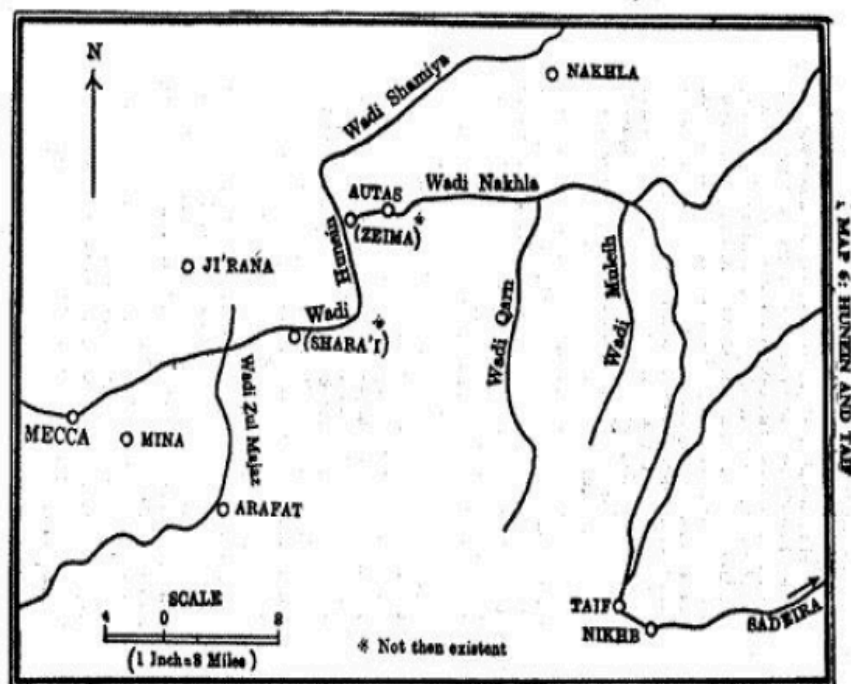 N
Wadi Shamiya
NAKHLA
AUTAS
Wadi Nakhla
(ZEIMA)*
Hunein
JI'RANA
Wadi
(SHARA'I)*
Wadi Qarn
Wadi Muleih
Wadi Zul Majaz
MECCA
MINA
ARAFAT
SCALE
4 0 8
(1 Inch=8 Miles)
* Not then existent
TAIF
NIKHB
SADEIRA
MAP 6: HUNEIN AND TAIF